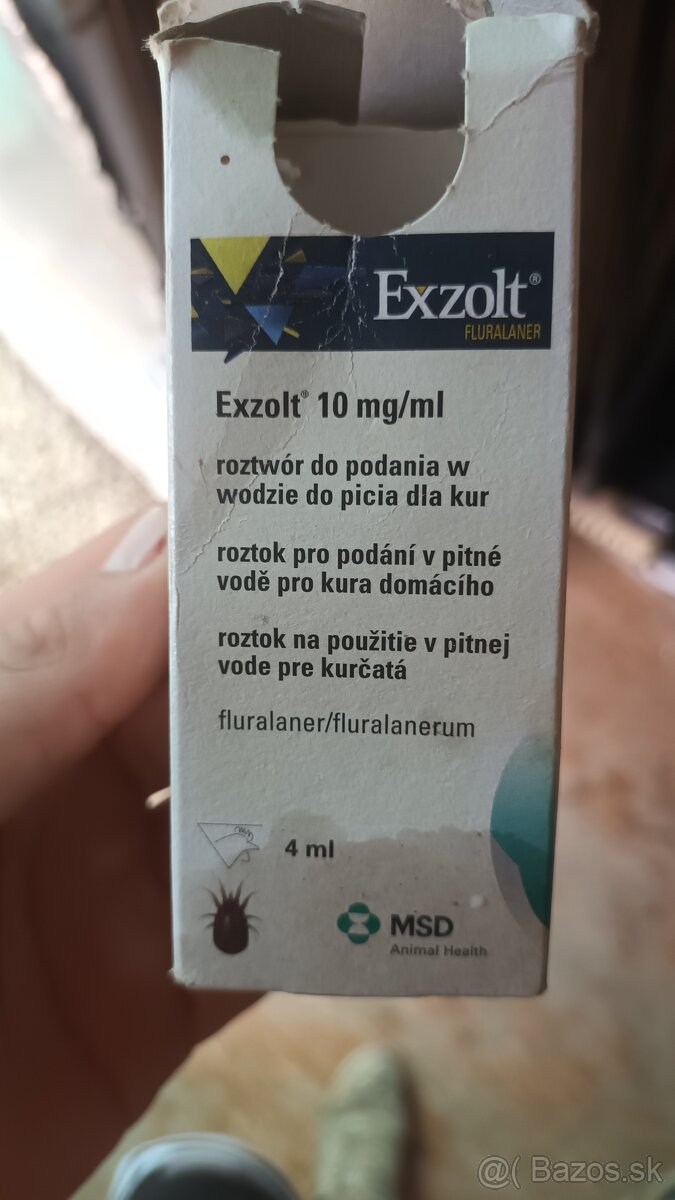 Exzolt®
FLURALANER
Exzolt® 10 mg/ml
roztwór do podania w
wodzie do picia dla kur
roztok pro podání v pitné
vodě pro kura domácího
roztok na použitie v pitnej
vode pre kurčatá
fluralaner/fluralanerum
4 ml
MSD
Animal Health
@( Bazos.sk